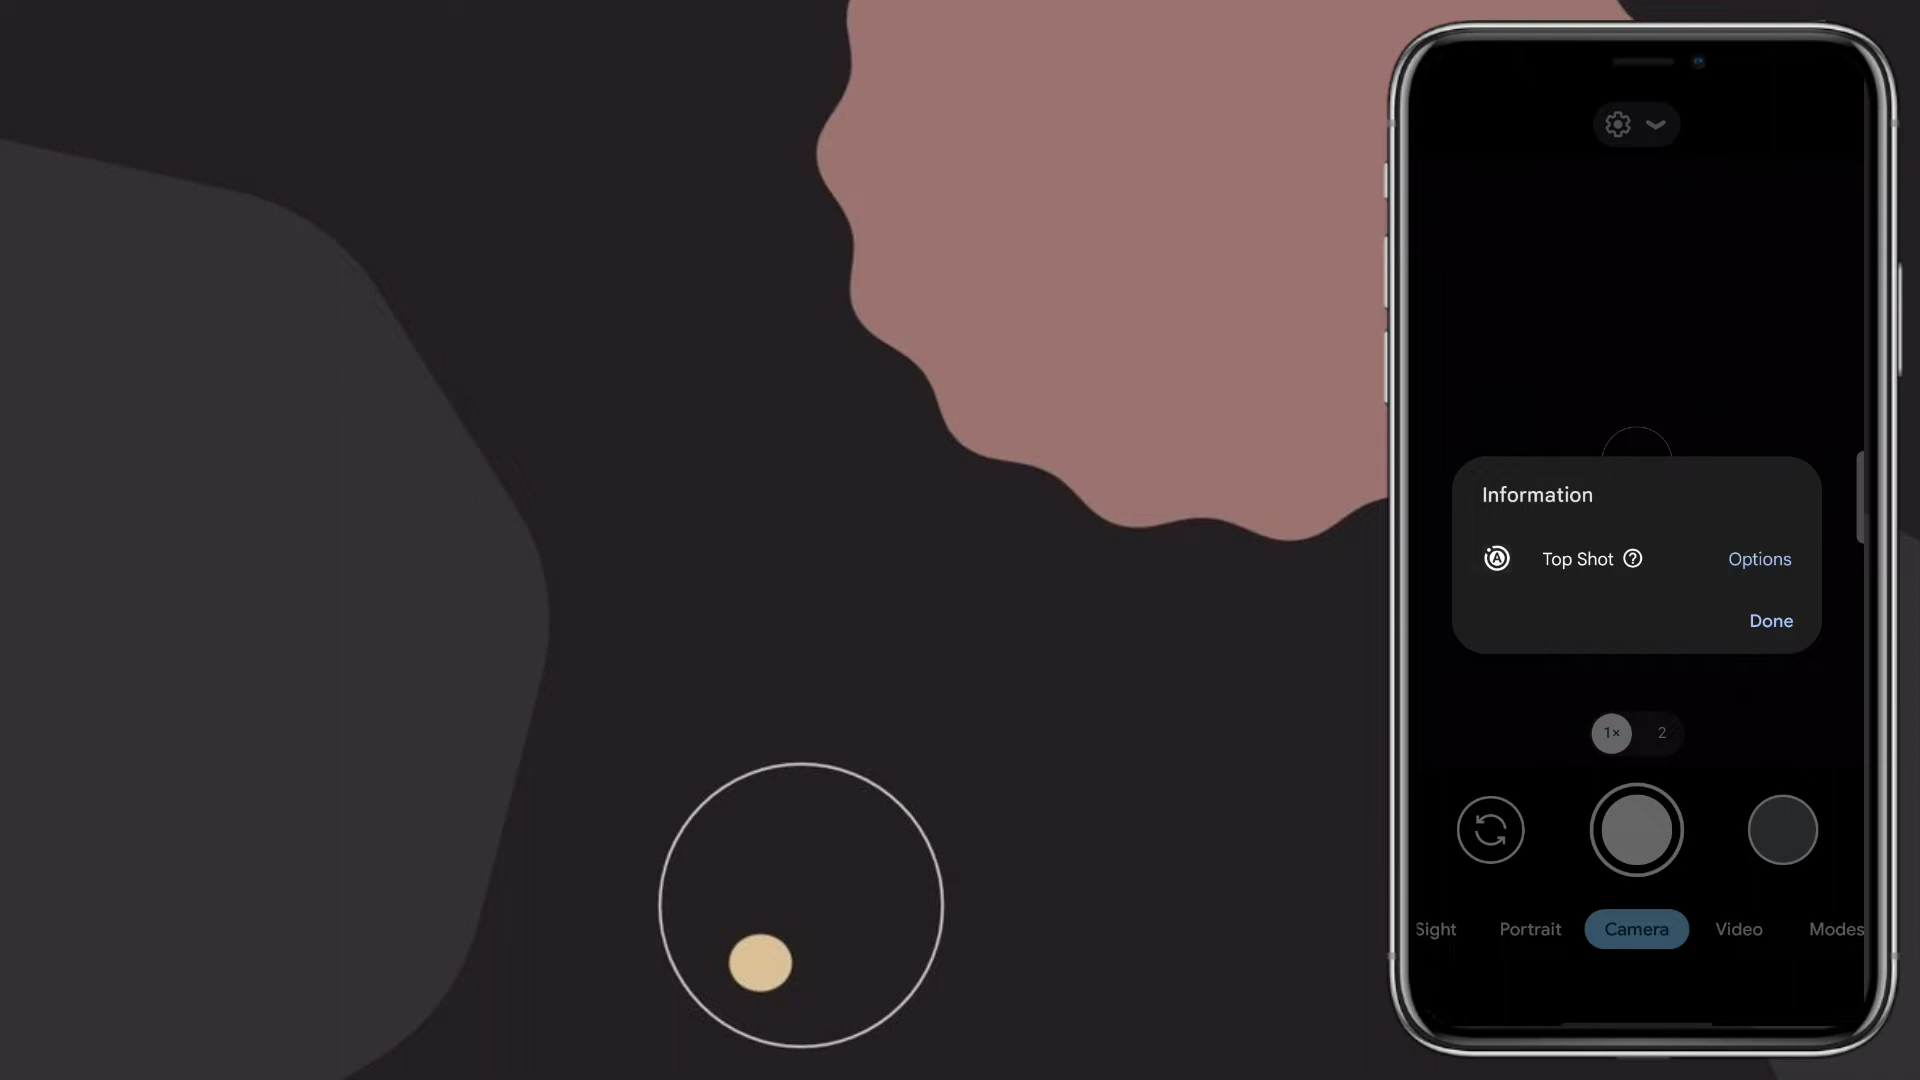 Information
Top Shot ? Options
Done
1× 2
Sight Portrait Camera Video Modes